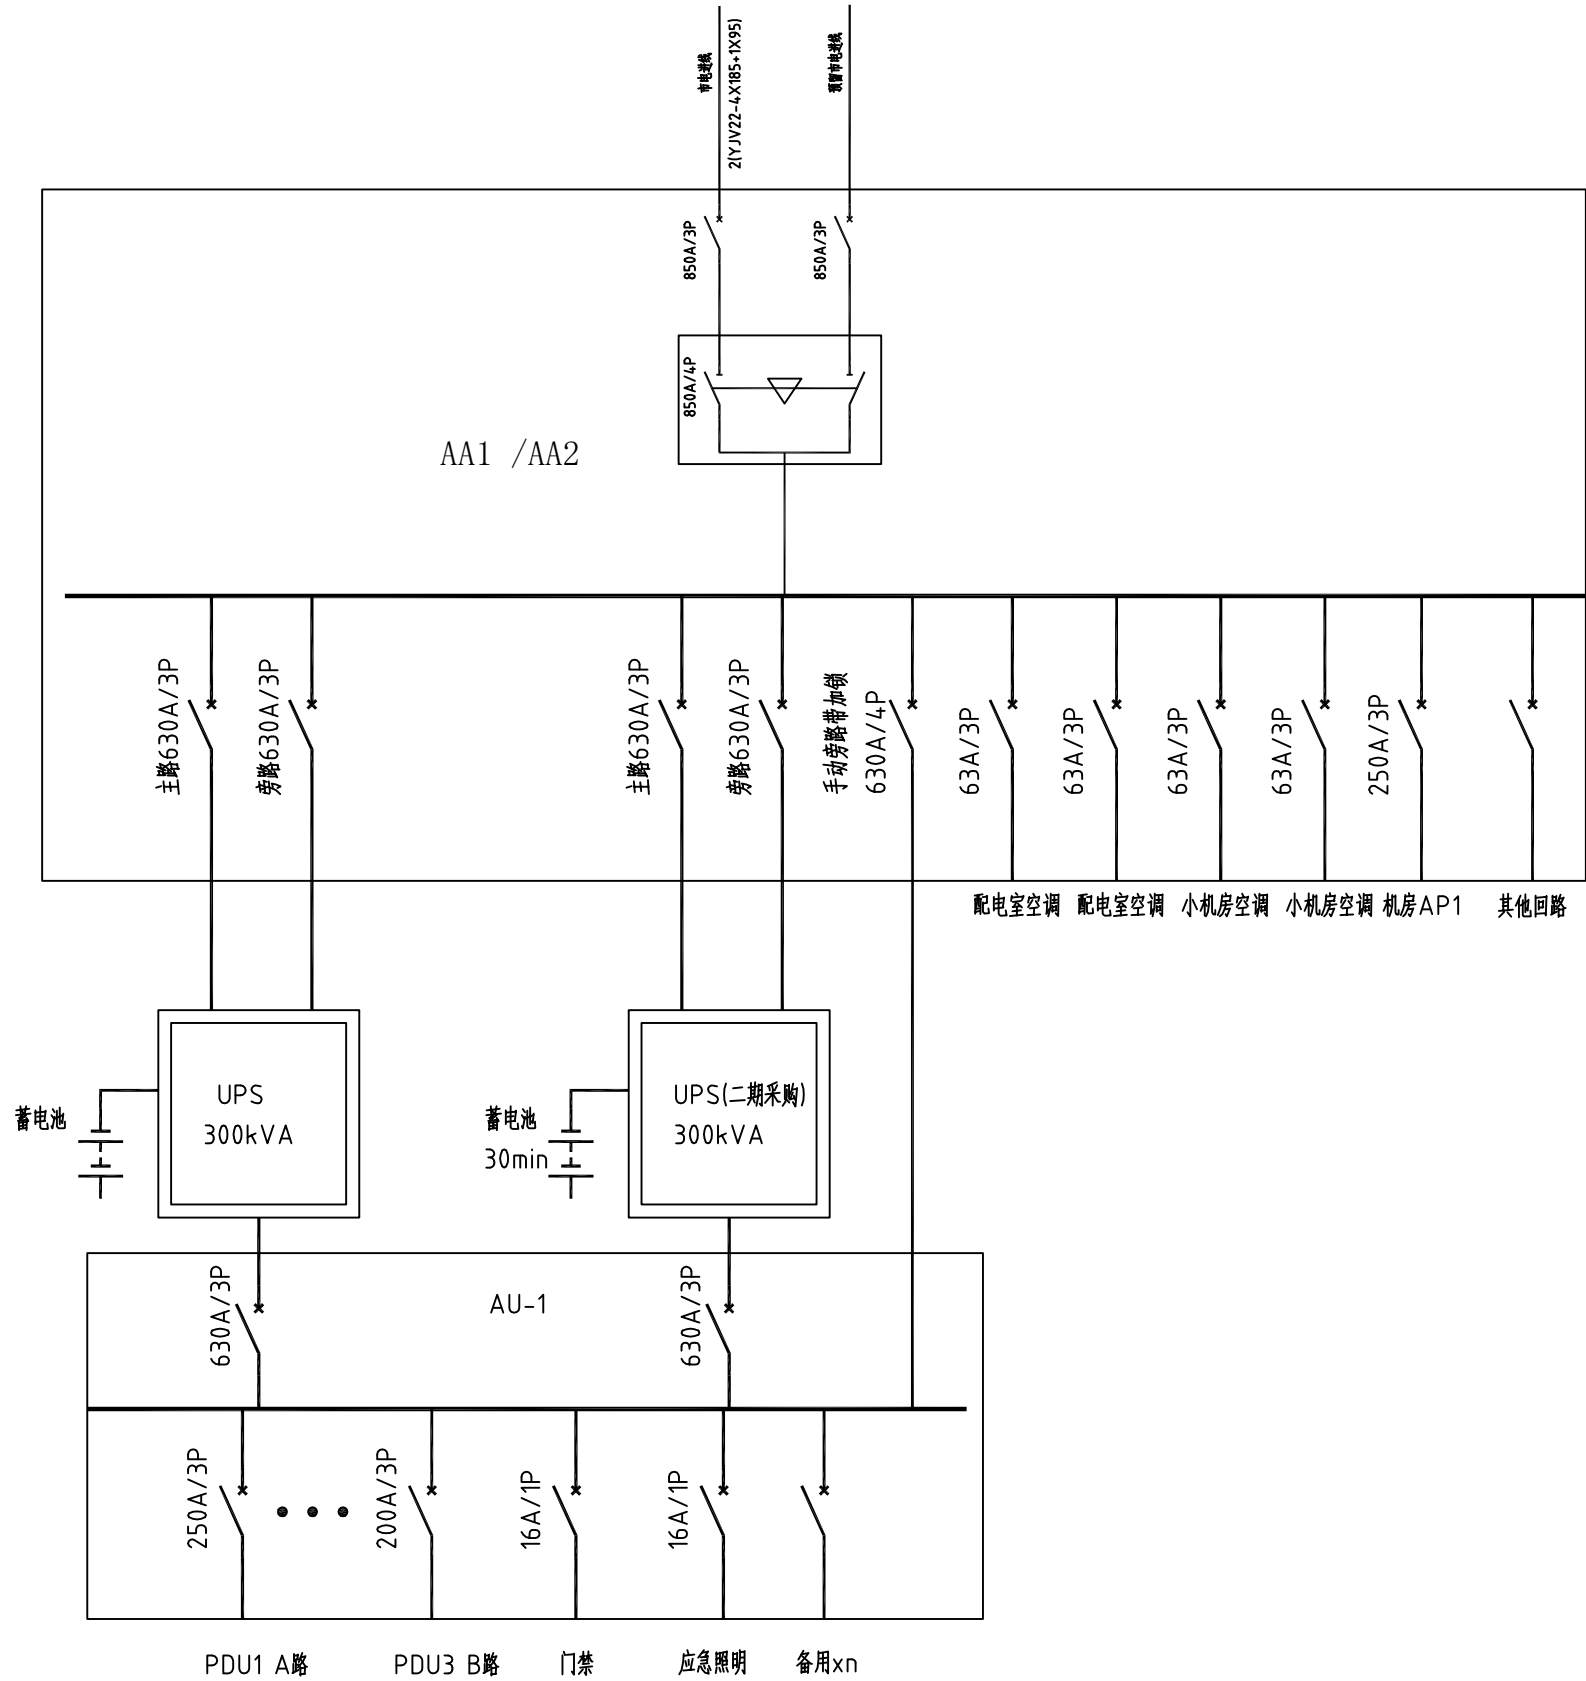 市电进线
2(YJV22-4X185+1X95)
预留市电进线
850A/3P
850A/3P
850A/4P
AA1 /AA2
主路630A/3P
旁路630A/3P
主路630A/3P
旁路630A/3P
手动旁路带加锁
630A/4P
63A/3P
63A/3P
63A/3P
63A/3P
250A/3P
配电室空调
配电室空调
小机房空调
小机房空调
机房AP1
其他回路
蓄电池
UPS
300kVA
蓄电池
30min
UPS(二期采购)
300kVA
630A/3P
AU-1
630A/3P
250A/3P
200A/3P
16A/1P
16A/1P
PDU1 A路
PDU3 B路
门禁
应急照明
备用xn